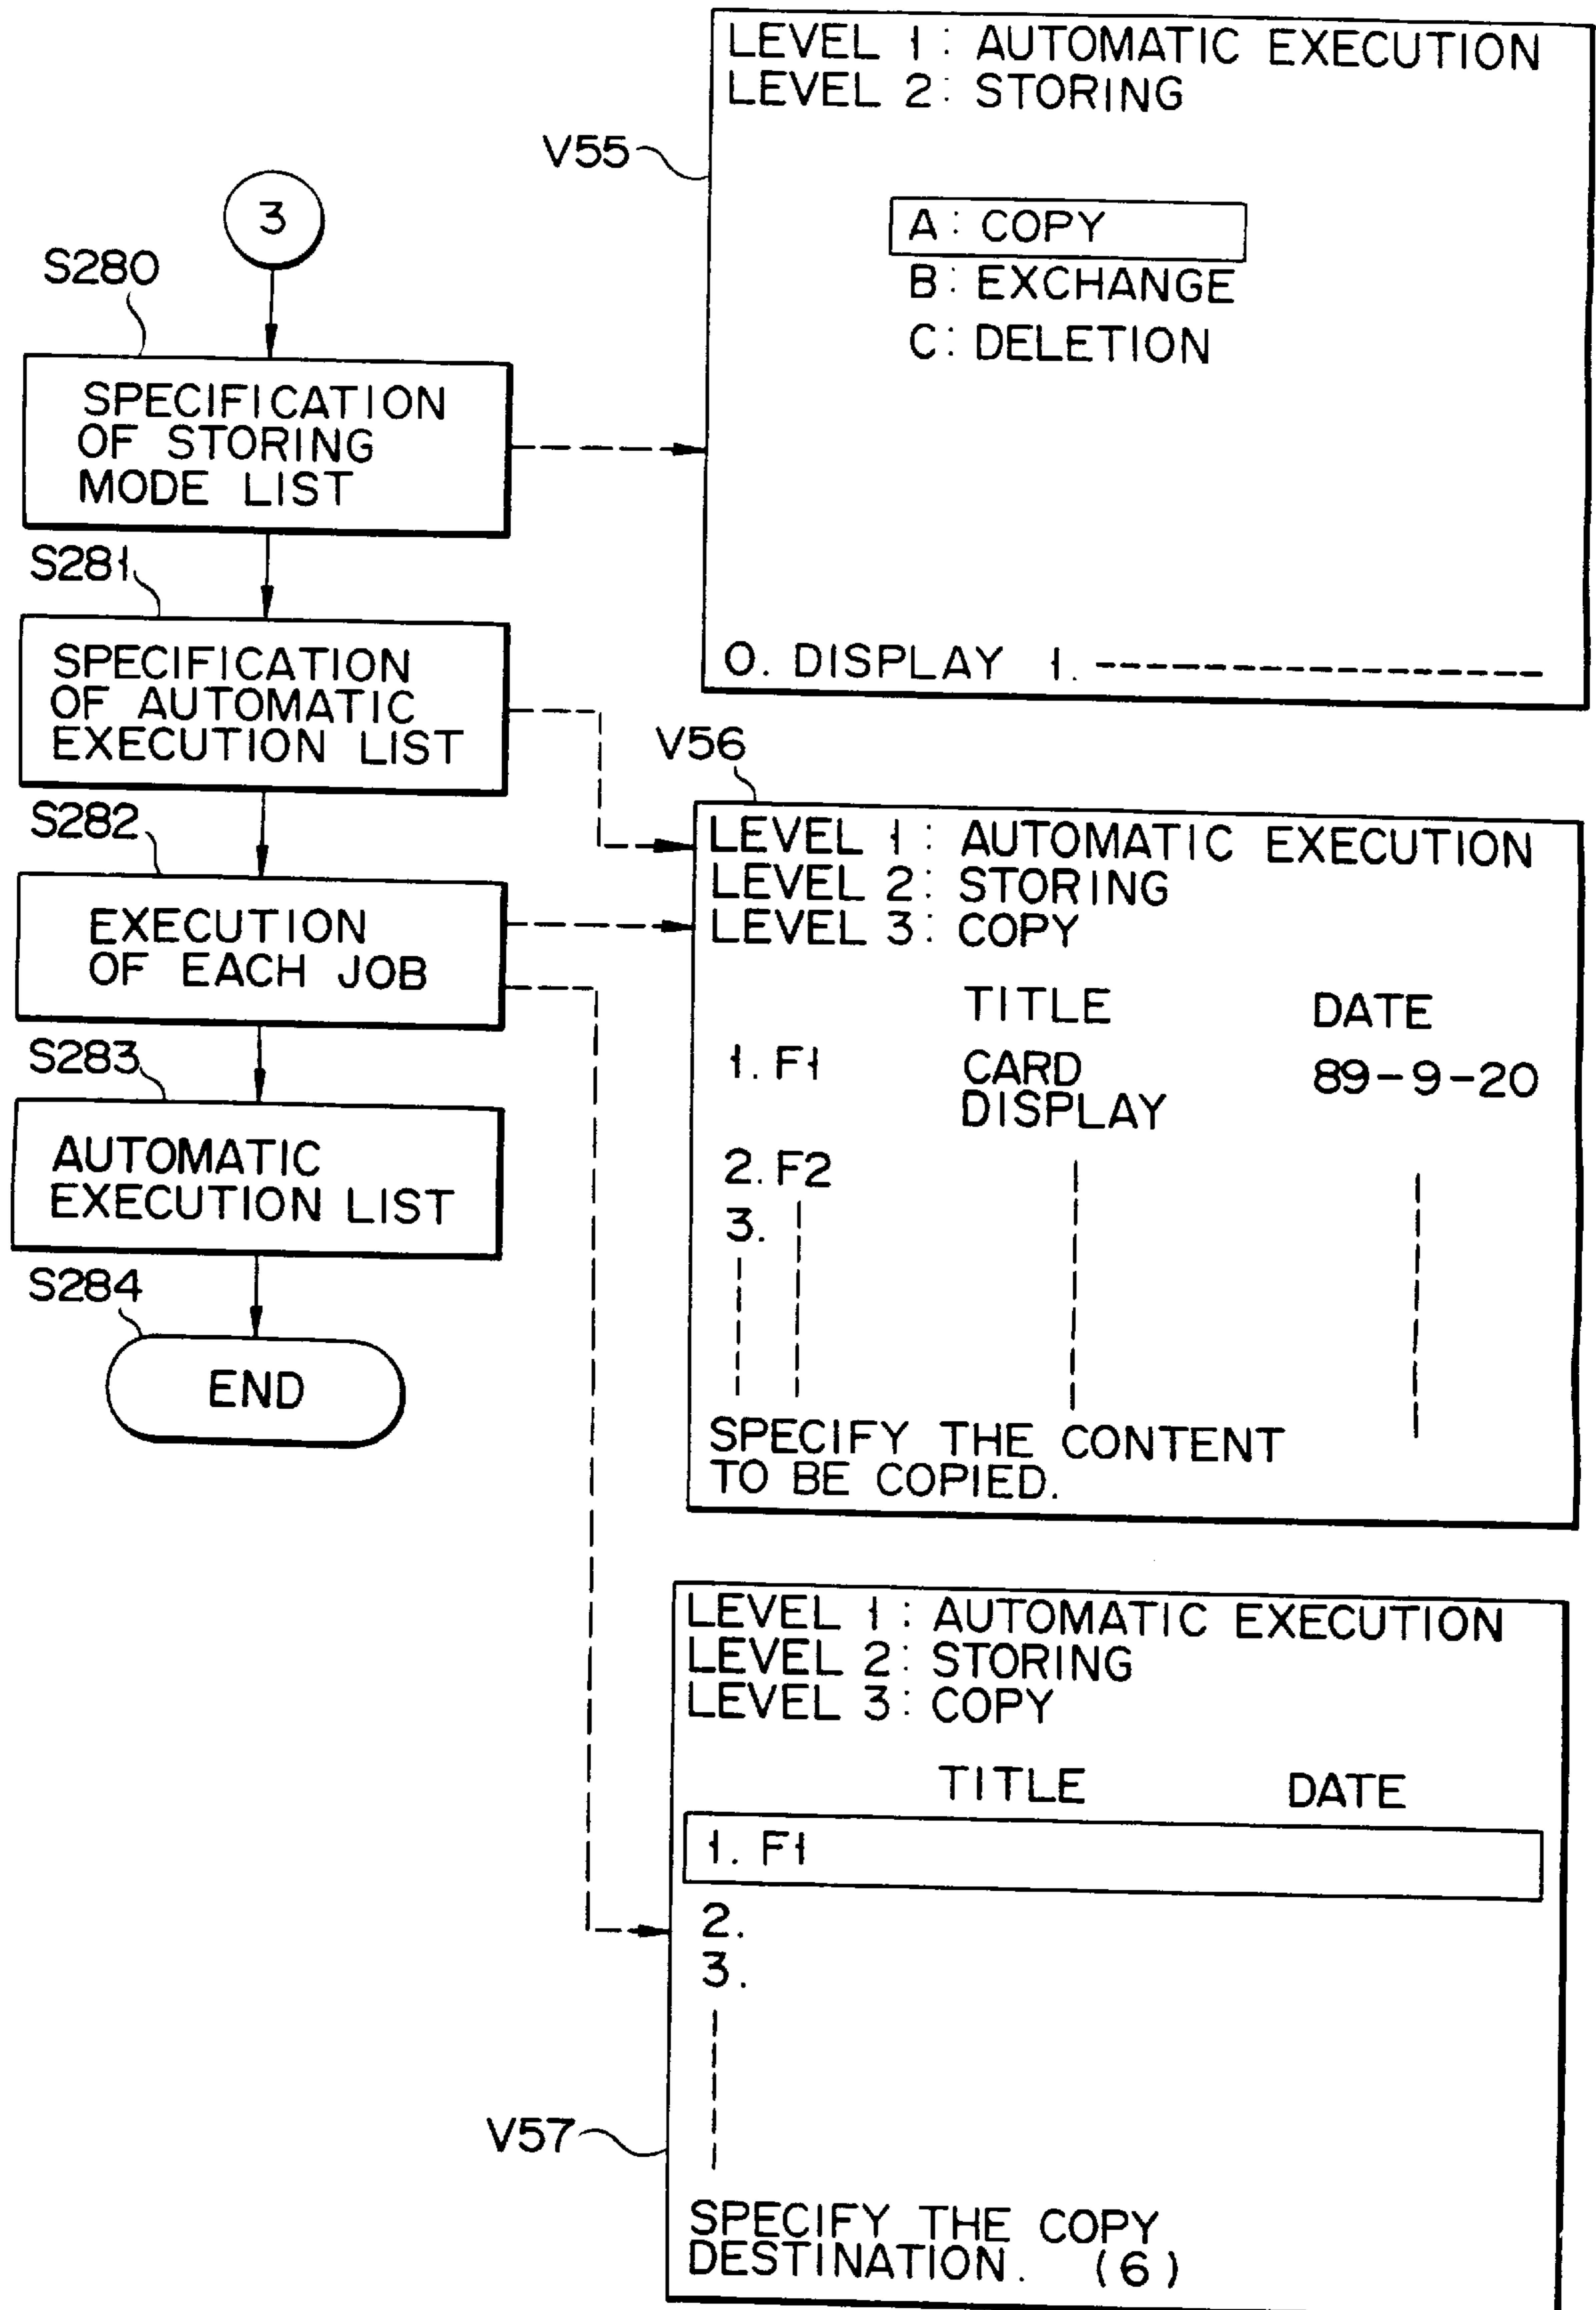 3
S280
SPECIFICATION
OF STORING
MODE LIST
S281
SPECIFICATION
OF AUTOMATIC
EXECUTION LIST
S282
EXECUTION
OF EACH JOB
S283
AUTOMATIC
EXECUTION LIST
S284
END
V55
LEVEL 1: AUTOMATIC EXECUTION
LEVEL 2: STORING
A: COPY
B: EXCHANGE
C: DELETION
0. DISPLAY 1.
V56
LEVEL 1: AUTOMATIC EXECUTION
LEVEL 2: STORING
LEVEL 3: COPY
TITLE DATE
1. F1 CARD 89-9-20
DISPLAY
2. F2
3.
SPECIFY THE CONTENT
TO BE COPIED.
V57
LEVEL 1: AUTOMATIC EXECUTION
LEVEL 2: STORING
LEVEL 3: COPY
TITLE DATE
1. F1
2.
3.
SPECIFY THE COPY
DESTINATION. (6)